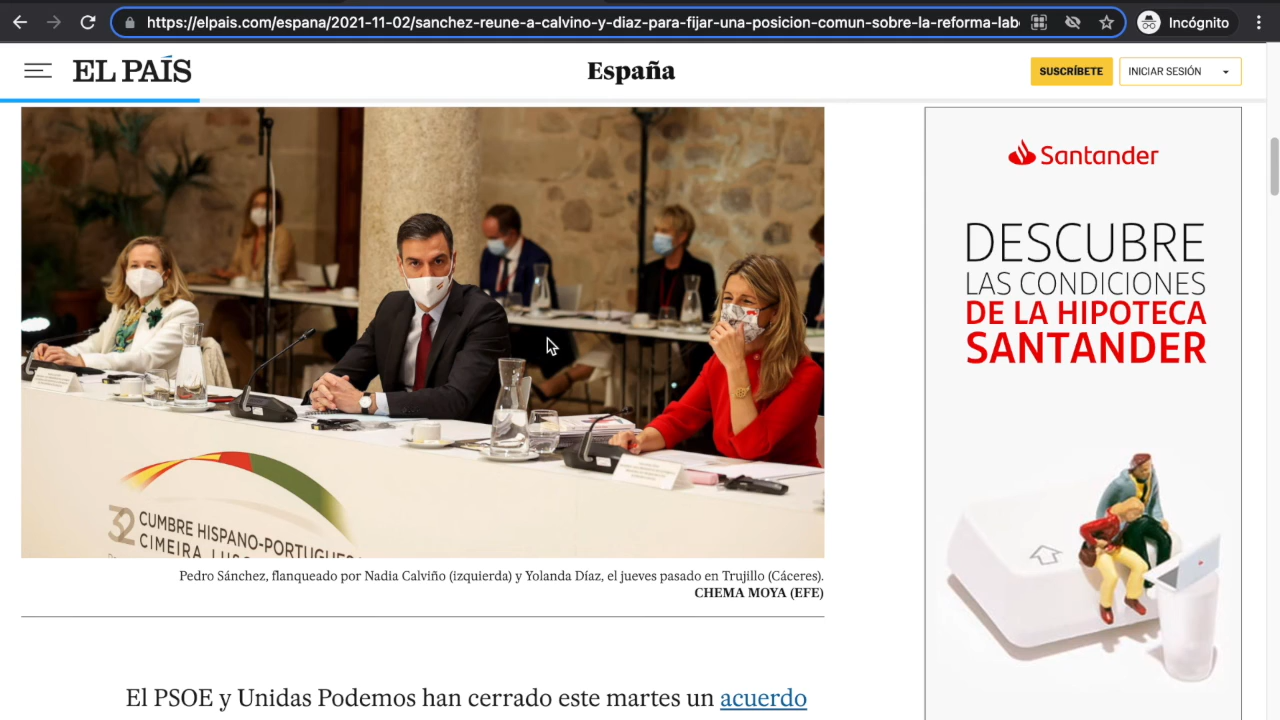 https://elpais.com/espana/2021-11-02/sanchez-reune-a-calvino-y-diaz-para-fijar-una-posicion-comun-sobre-la-reforma-lab
Incógnito
EL PAÍS
España
SUSCRÍBETE
INICIAR SESIÓN
32
CUMBRE HISPANO-PORTUGUESA
CIMEIRA
Pedro Sánchez, flanqueado por Nadia Calviño (izquierda) y Yolanda Díaz, el jueves pasado en Trujillo (Cáceres).
CHEMA MOYA (EFE)
El PSOE y Unidas Podemos han cerrado este martes un acuerdo
Santander
DESCUBRE
LAS CONDICIONES
DE LA HIPOTECA
SANTANDER